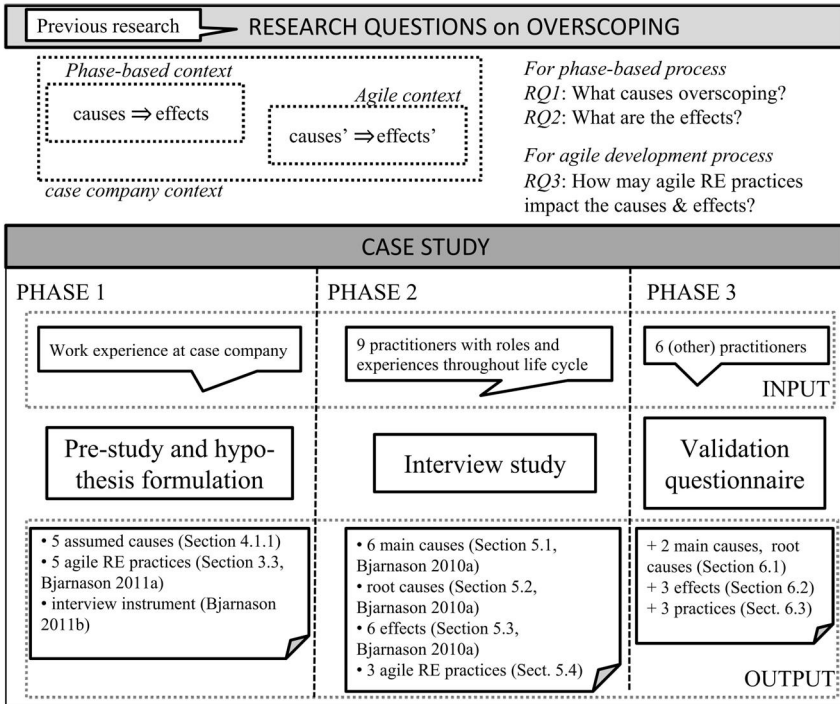 Previous research
RESEARCH QUESTIONS on OVERSCOPING
Phase-based context
causes ⇒ effects
Agile context
causes’ ⇒ effects’
case company context
For phase-based process
RQ1: What causes overscoping?
RQ2: What are the effects?
For agile development process
RQ3: How may agile RE practices
impact the causes & effects?
CASE STUDY
PHASE 1
Work experience at case company
Pre-study and hypo-
thesis formulation
• 5 assumed causes (Section 4.1.1)
• 5 agile RE practices (Section 3.3,
Bjarnason 2011a)
• interview instrument (Bjarnason
2011b)
PHASE 2
9 practitioners with roles and
experiences throughout life cycle
Interview study
• 6 main causes (Section 5.1,
Bjarnason 2010a)
• root causes (Section 5.2,
Bjarnason 2010a)
• 6 effects (Section 5.3,
Bjarnason 2010a)
• 3 agile RE practices (Sect. 5.4)
PHASE 3
6 (other) practitioners
INPUT
Validation
questionnaire
+ 2 main causes, root
causes (Section 6.1)
+ 3 effects (Section 6.2)
+ 3 practices (Sect. 6.3)
OUTPUT